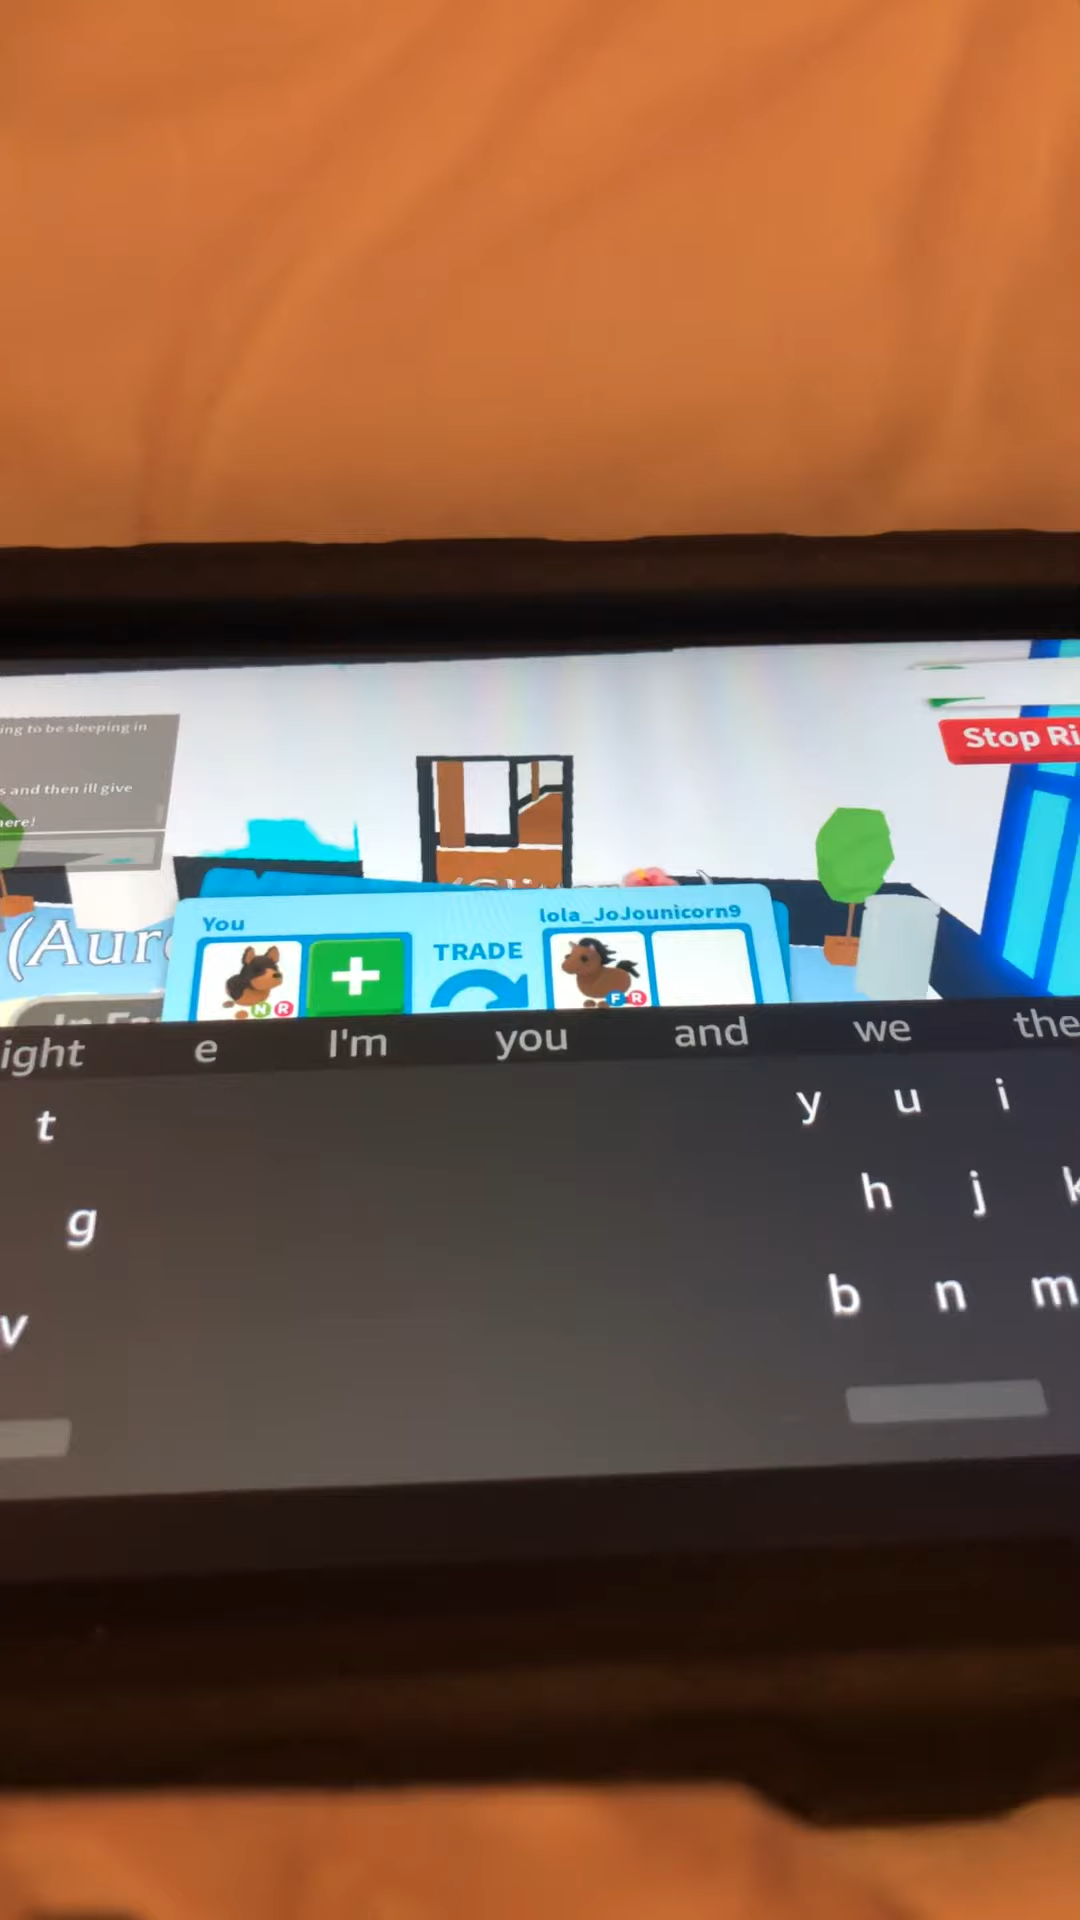 ing to be sleeping in
s and then ill give
here!
Stop Ri
You
lola_JoJounicorn9
TRADE
N R
F R
(Aur
ight e I'm you and we the
t y u i
g h j k
v b n m